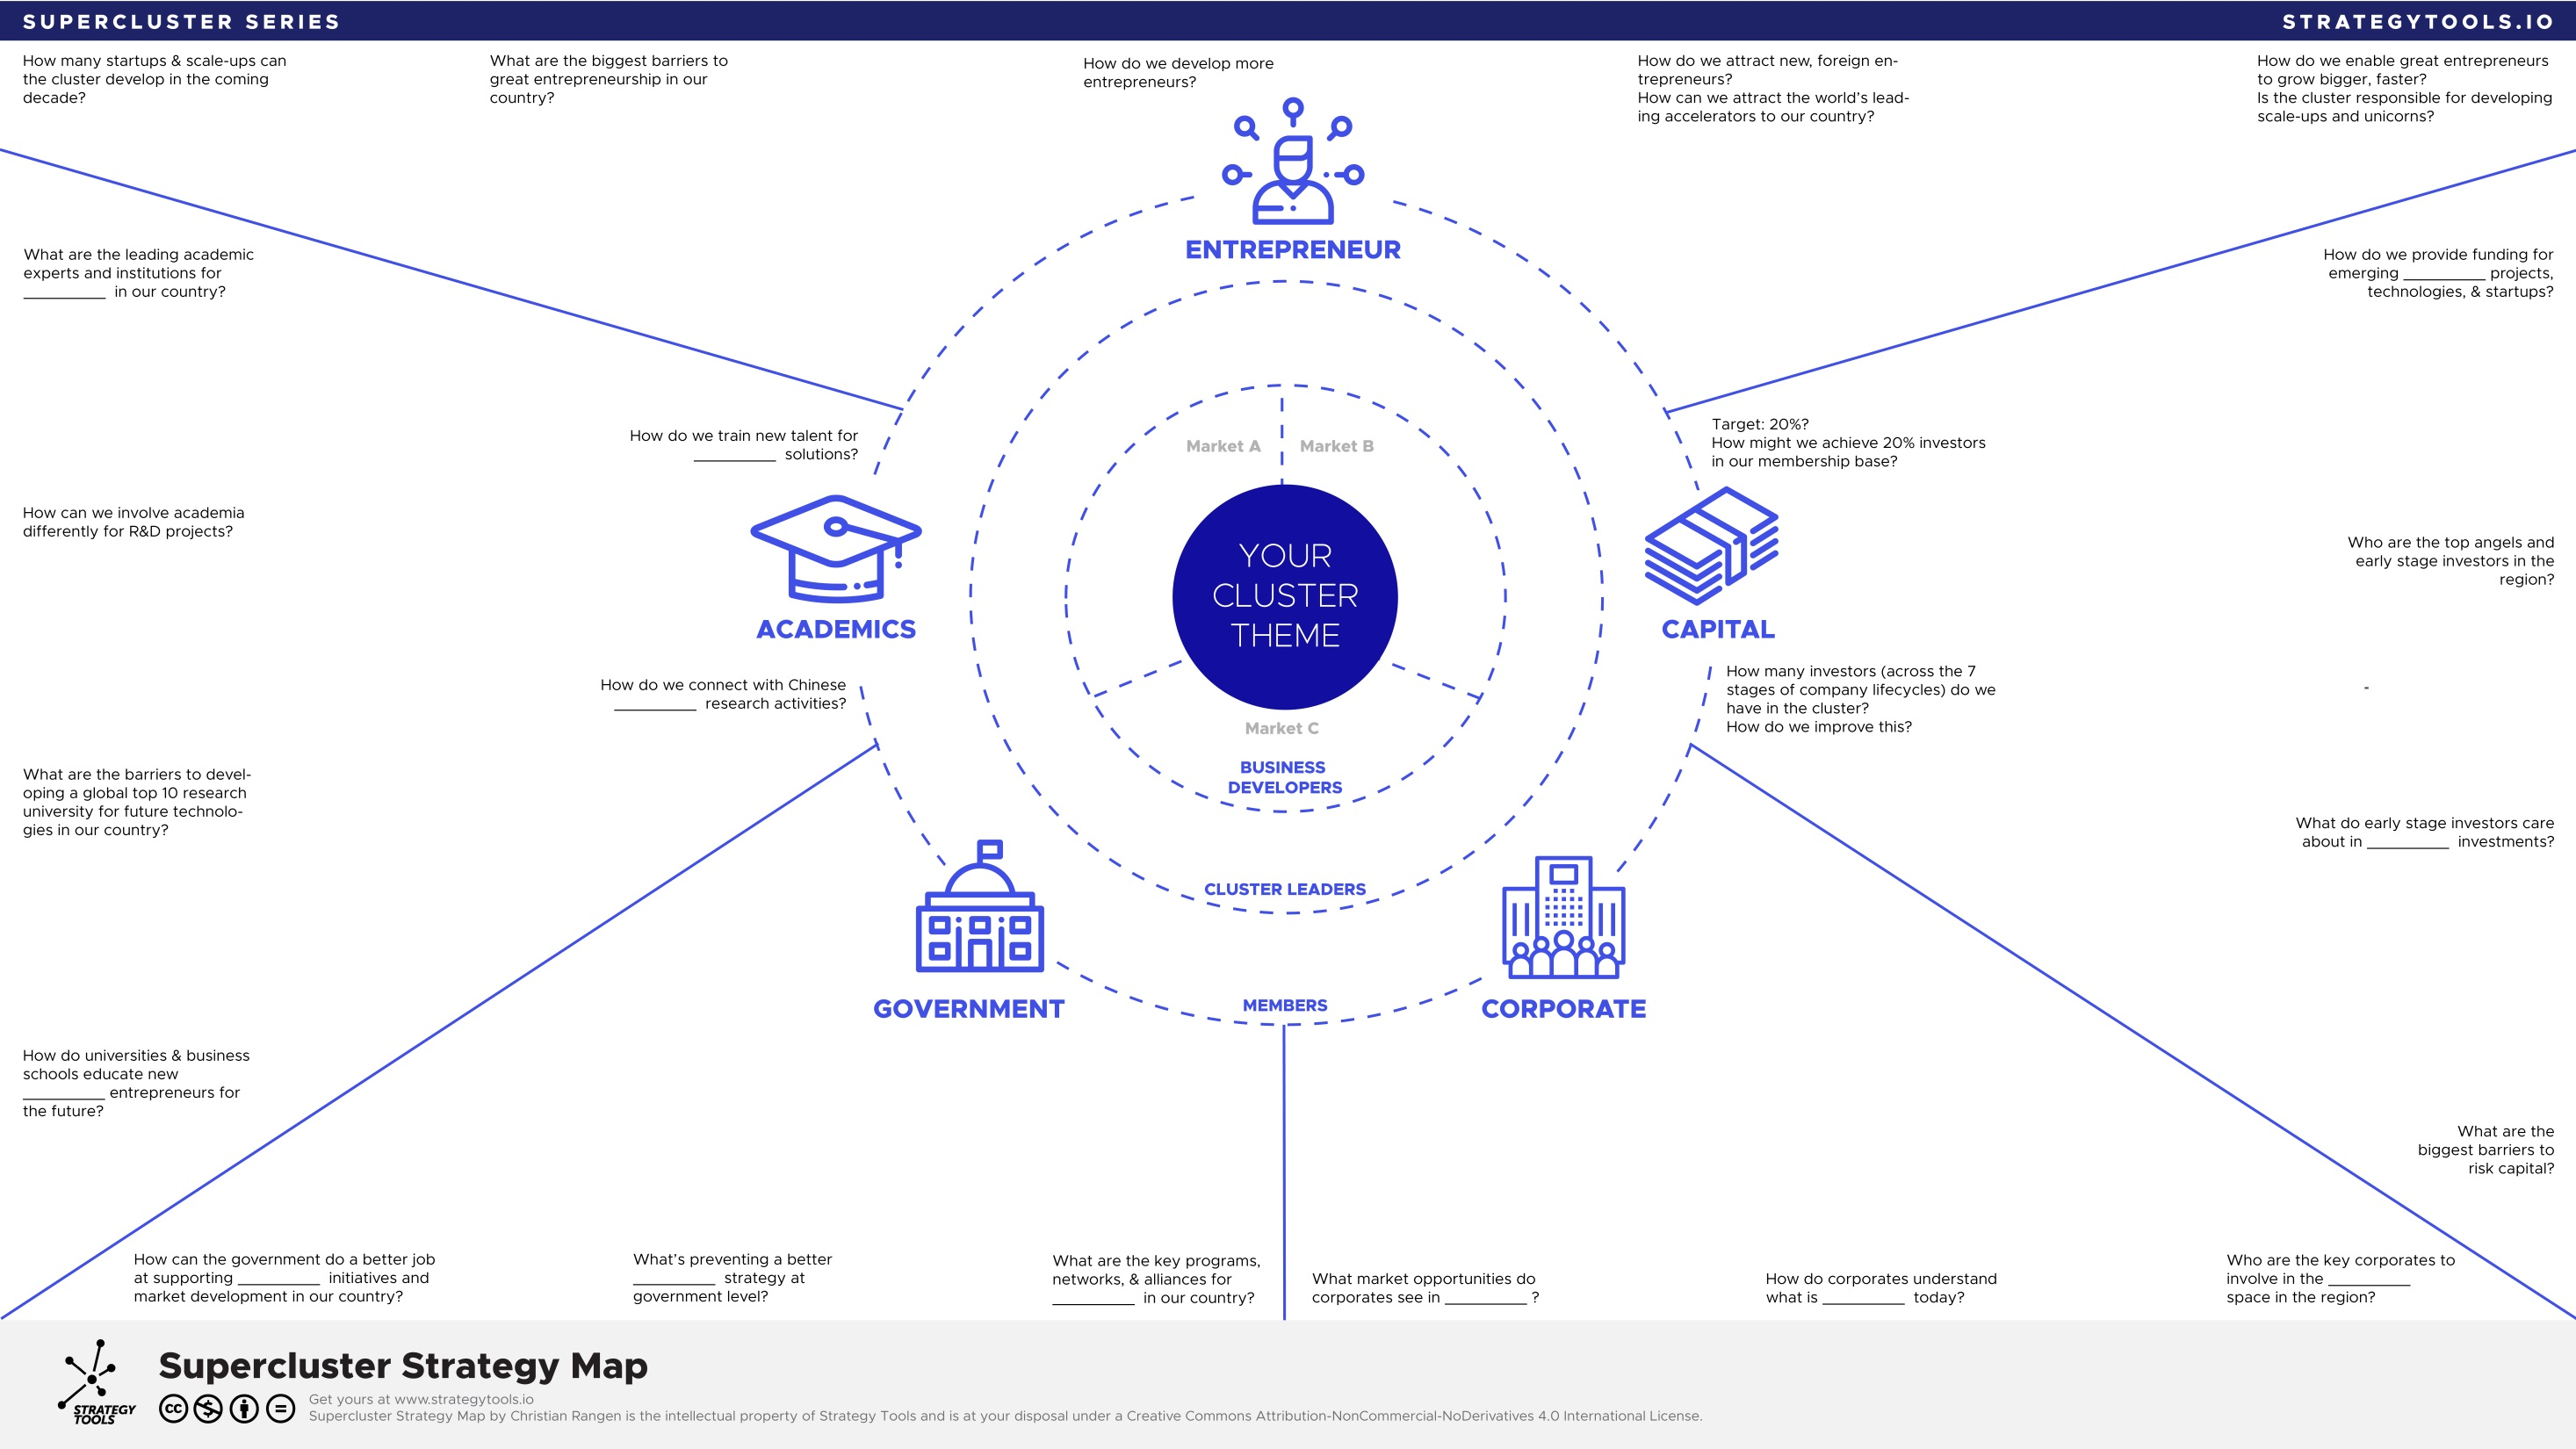 SUPERCLUSTER SERIES
STRATEGYTOOLS.IO
How many startups & scale-ups can
the cluster develop in the coming
decade?
What are the biggest barriers to
great entrepreneurship in our
country?
How do we develop more
entrepreneurs?
How do we attract new, foreign en-
trepreneurs?
How can we attract the world's lead-
ing accelerators to our country?
How do we enable great entrepreneurs
to grow bigger, faster?
Is the cluster responsible for developing
scale-ups and unicorns?
ENTREPRENEUR
What are the leading academic
experts and institutions for
__________ in our country?
How do we provide funding for
emerging __________ projects,
technologies, & startups?
How do we train new talent for
__________ solutions?
Market A
Market B
Target: 20%?
How might we achieve 20% investors
in our membership base?
How can we involve academia
differently for R&D projects?
YOUR
CLUSTER
THEME
Who are the top angels and
early stage investors in the
region?
ACADEMICS
CAPITAL
How do we connect with Chinese
__________ research activities?
How many investors (across the 7
stages of company lifecycles) do we
have in the cluster?
How do we improve this?
-
Market C
BUSINESS
DEVELOPERS
What are the barriers to devel-
oping a global top 10 research
university for future technolo-
gies in our country?
What do early stage investors care
about in __________ investments?
CLUSTER LEADERS
GOVERNMENT
MEMBERS
CORPORATE
How do universities & business
schools educate new
__________ entrepreneurs for
the future?
What are the
biggest barriers to
risk capital?
How can the government do a better job
at supporting __________ initiatives and
market development in our country?
What's preventing a better
__________ strategy at
government level?
What are the key programs,
networks, & alliances for
__________ in our country?
What market opportunities do
corporates see in __________ ?
How do corporates understand
what is __________ today?
Who are the key corporates to
involve in the __________
space in the region?
STRATEGY
TOOLS
Supercluster Strategy Map
cc
Get yours at www.strategytools.io
Supercluster Strategy Map by Christian Rangen is the intellectual property of Strategy Tools and is at your disposal under a Creative Commons Attribution-NonCommercial-NoDerivatives 4.0 International License.